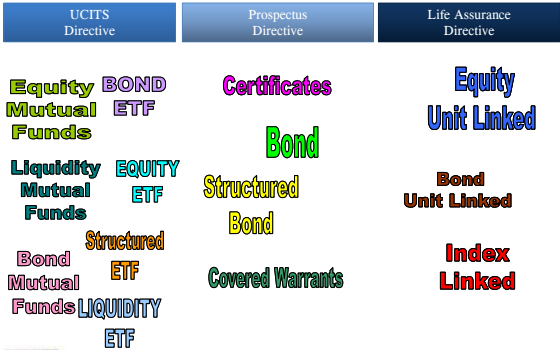 UCITS
Directive
Prospectus
Directive
Life Assurance
Directive
Equity
Mutual
Funds
BOND
ETF
Liquidity
Mutual
Funds
EQUITY
ETF
Structured
ETF
Bond
Mutual
Funds
LIQUIDITY
ETF
Certificates
Bond
Structured
Bond
Covered Warrants
Equity
Unit Linked
Bond
Unit Linked
Index
Linked